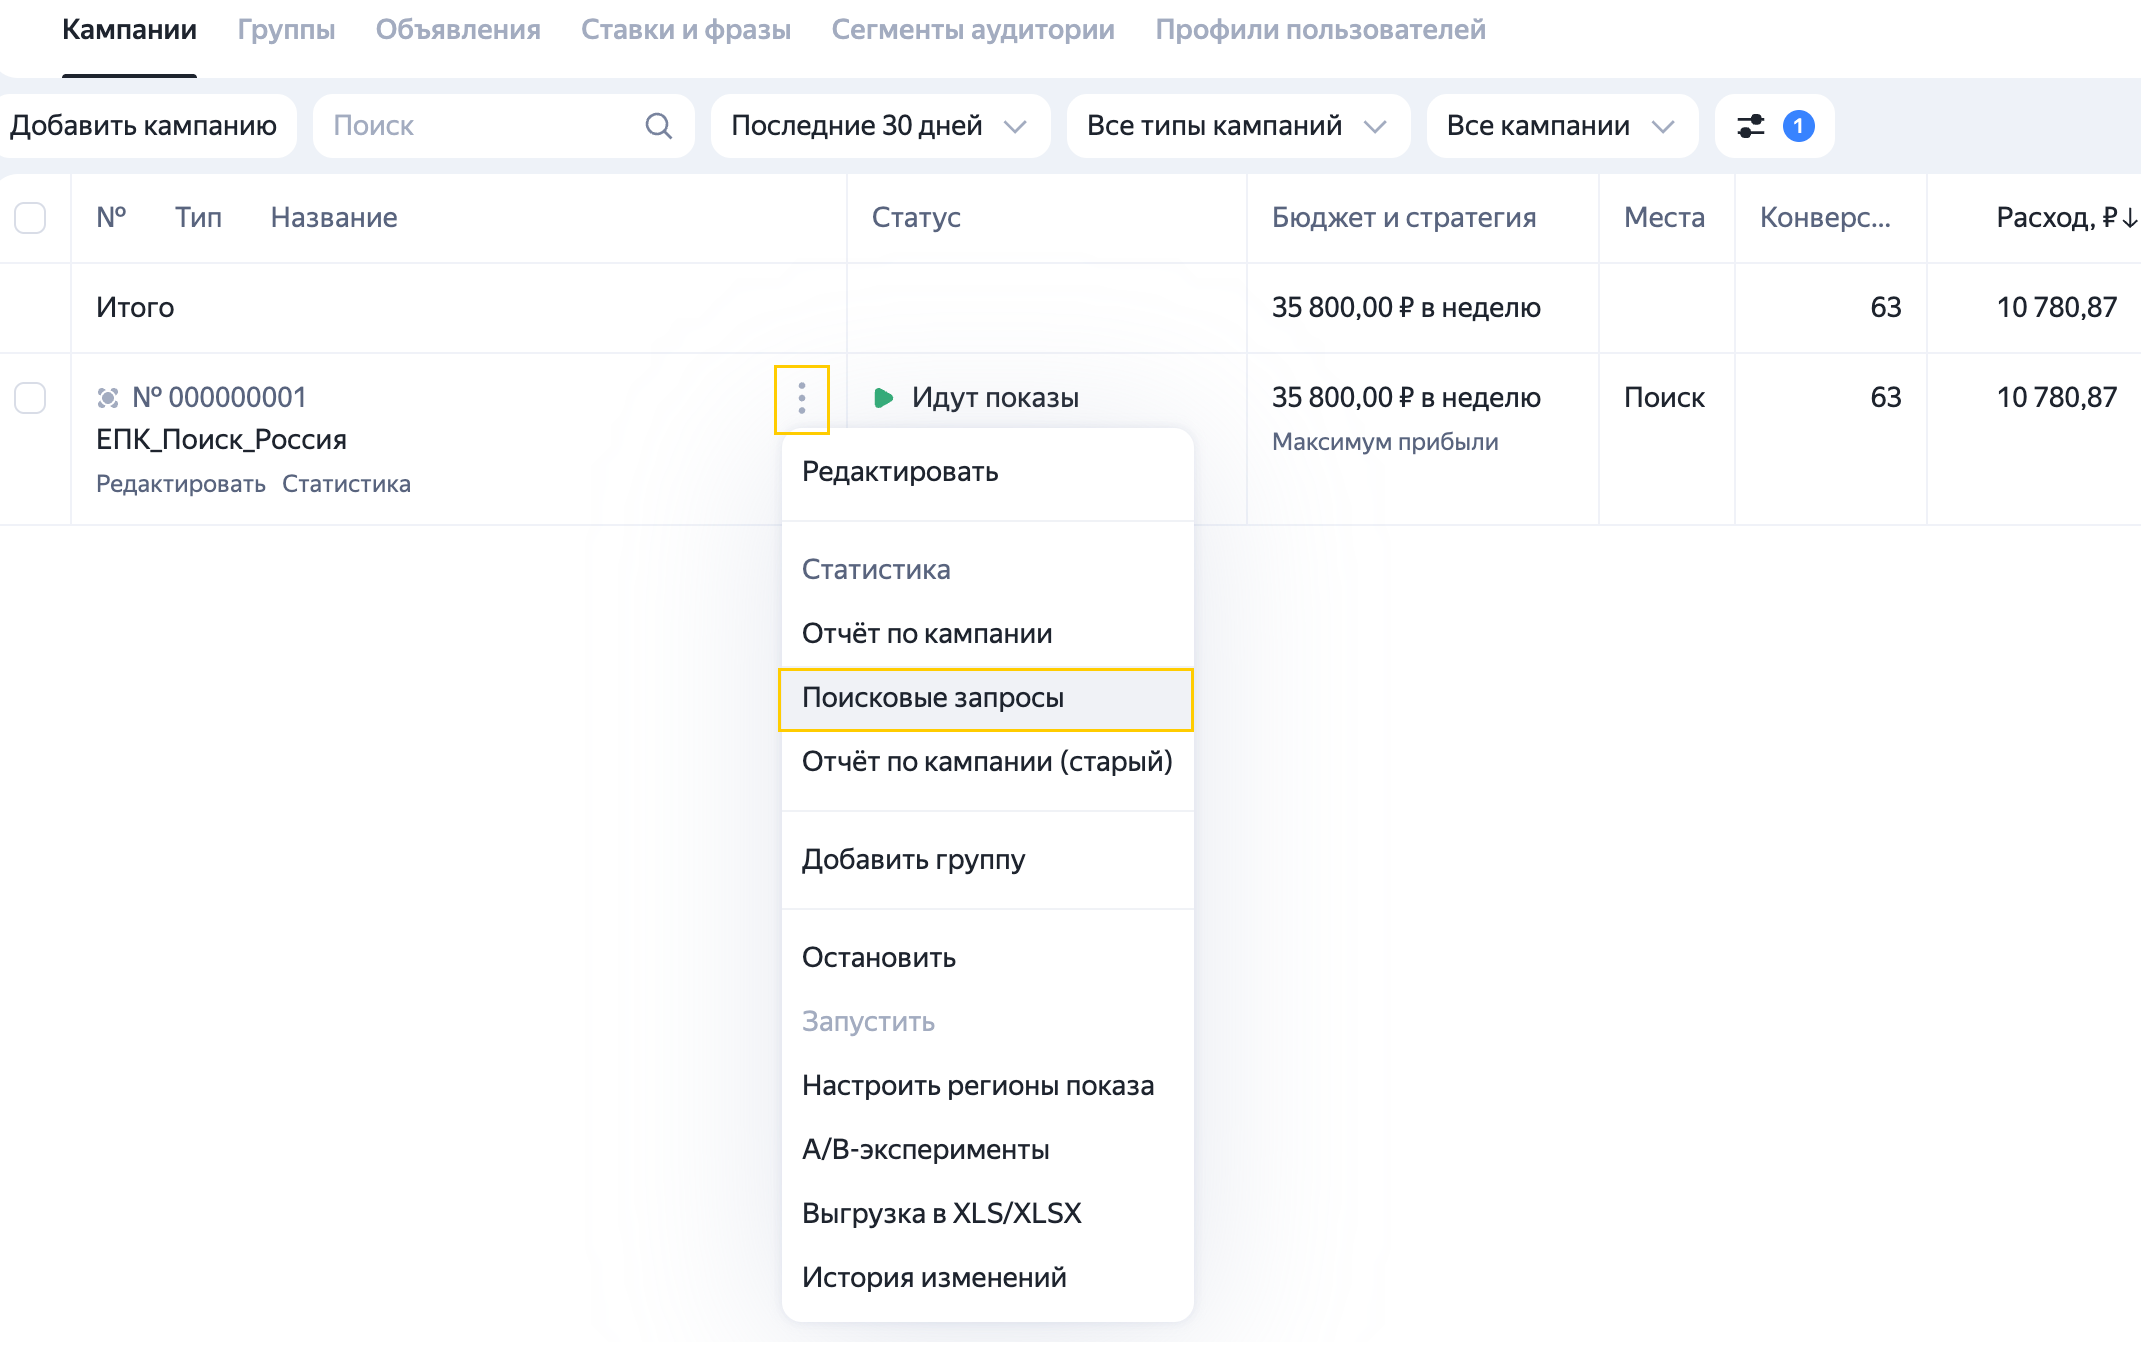 Кампании Группы Объявления Ставки и фразы Сегменты аудитории Профили пользователей
Добавить кампанию Поиск Последние 30 дней Все типы кампаний Все кампании 1
№ Тип Название Статус Бюджет и стратегия Места Конверс... Расход, ₽↓
Итого 35 800,00 ₽ в неделю 63 10 780,87
№ 000000001 Идут показы 35 800,00 ₽ в неделю Поиск 63 10 780,87
ЕПК_Поиск_Россия Максимум прибыли
Редактировать Статистика
Редактировать
Статистика
Отчёт по кампании
Поисковые запросы
Отчёт по кампании (старый)
Добавить группу
Остановить
Запустить
Настроить регионы показа
A/B-эксперименты
Выгрузка в XLS/XLSX
История изменений